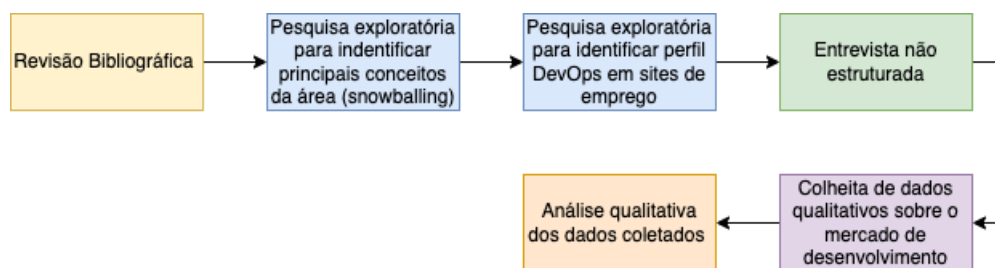 Revisão Bibliográfica
Pesquisa exploratória
para indentificar
principais conceitos
da área (snowballing)
Pesquisa exploratória
para identificar perfil
DevOps em sites de
emprego
Entrevista não
estruturada
Colheita de dados
qualitativos sobre o
mercado de
desenvolvimento
Análise qualitativa
dos dados coletados